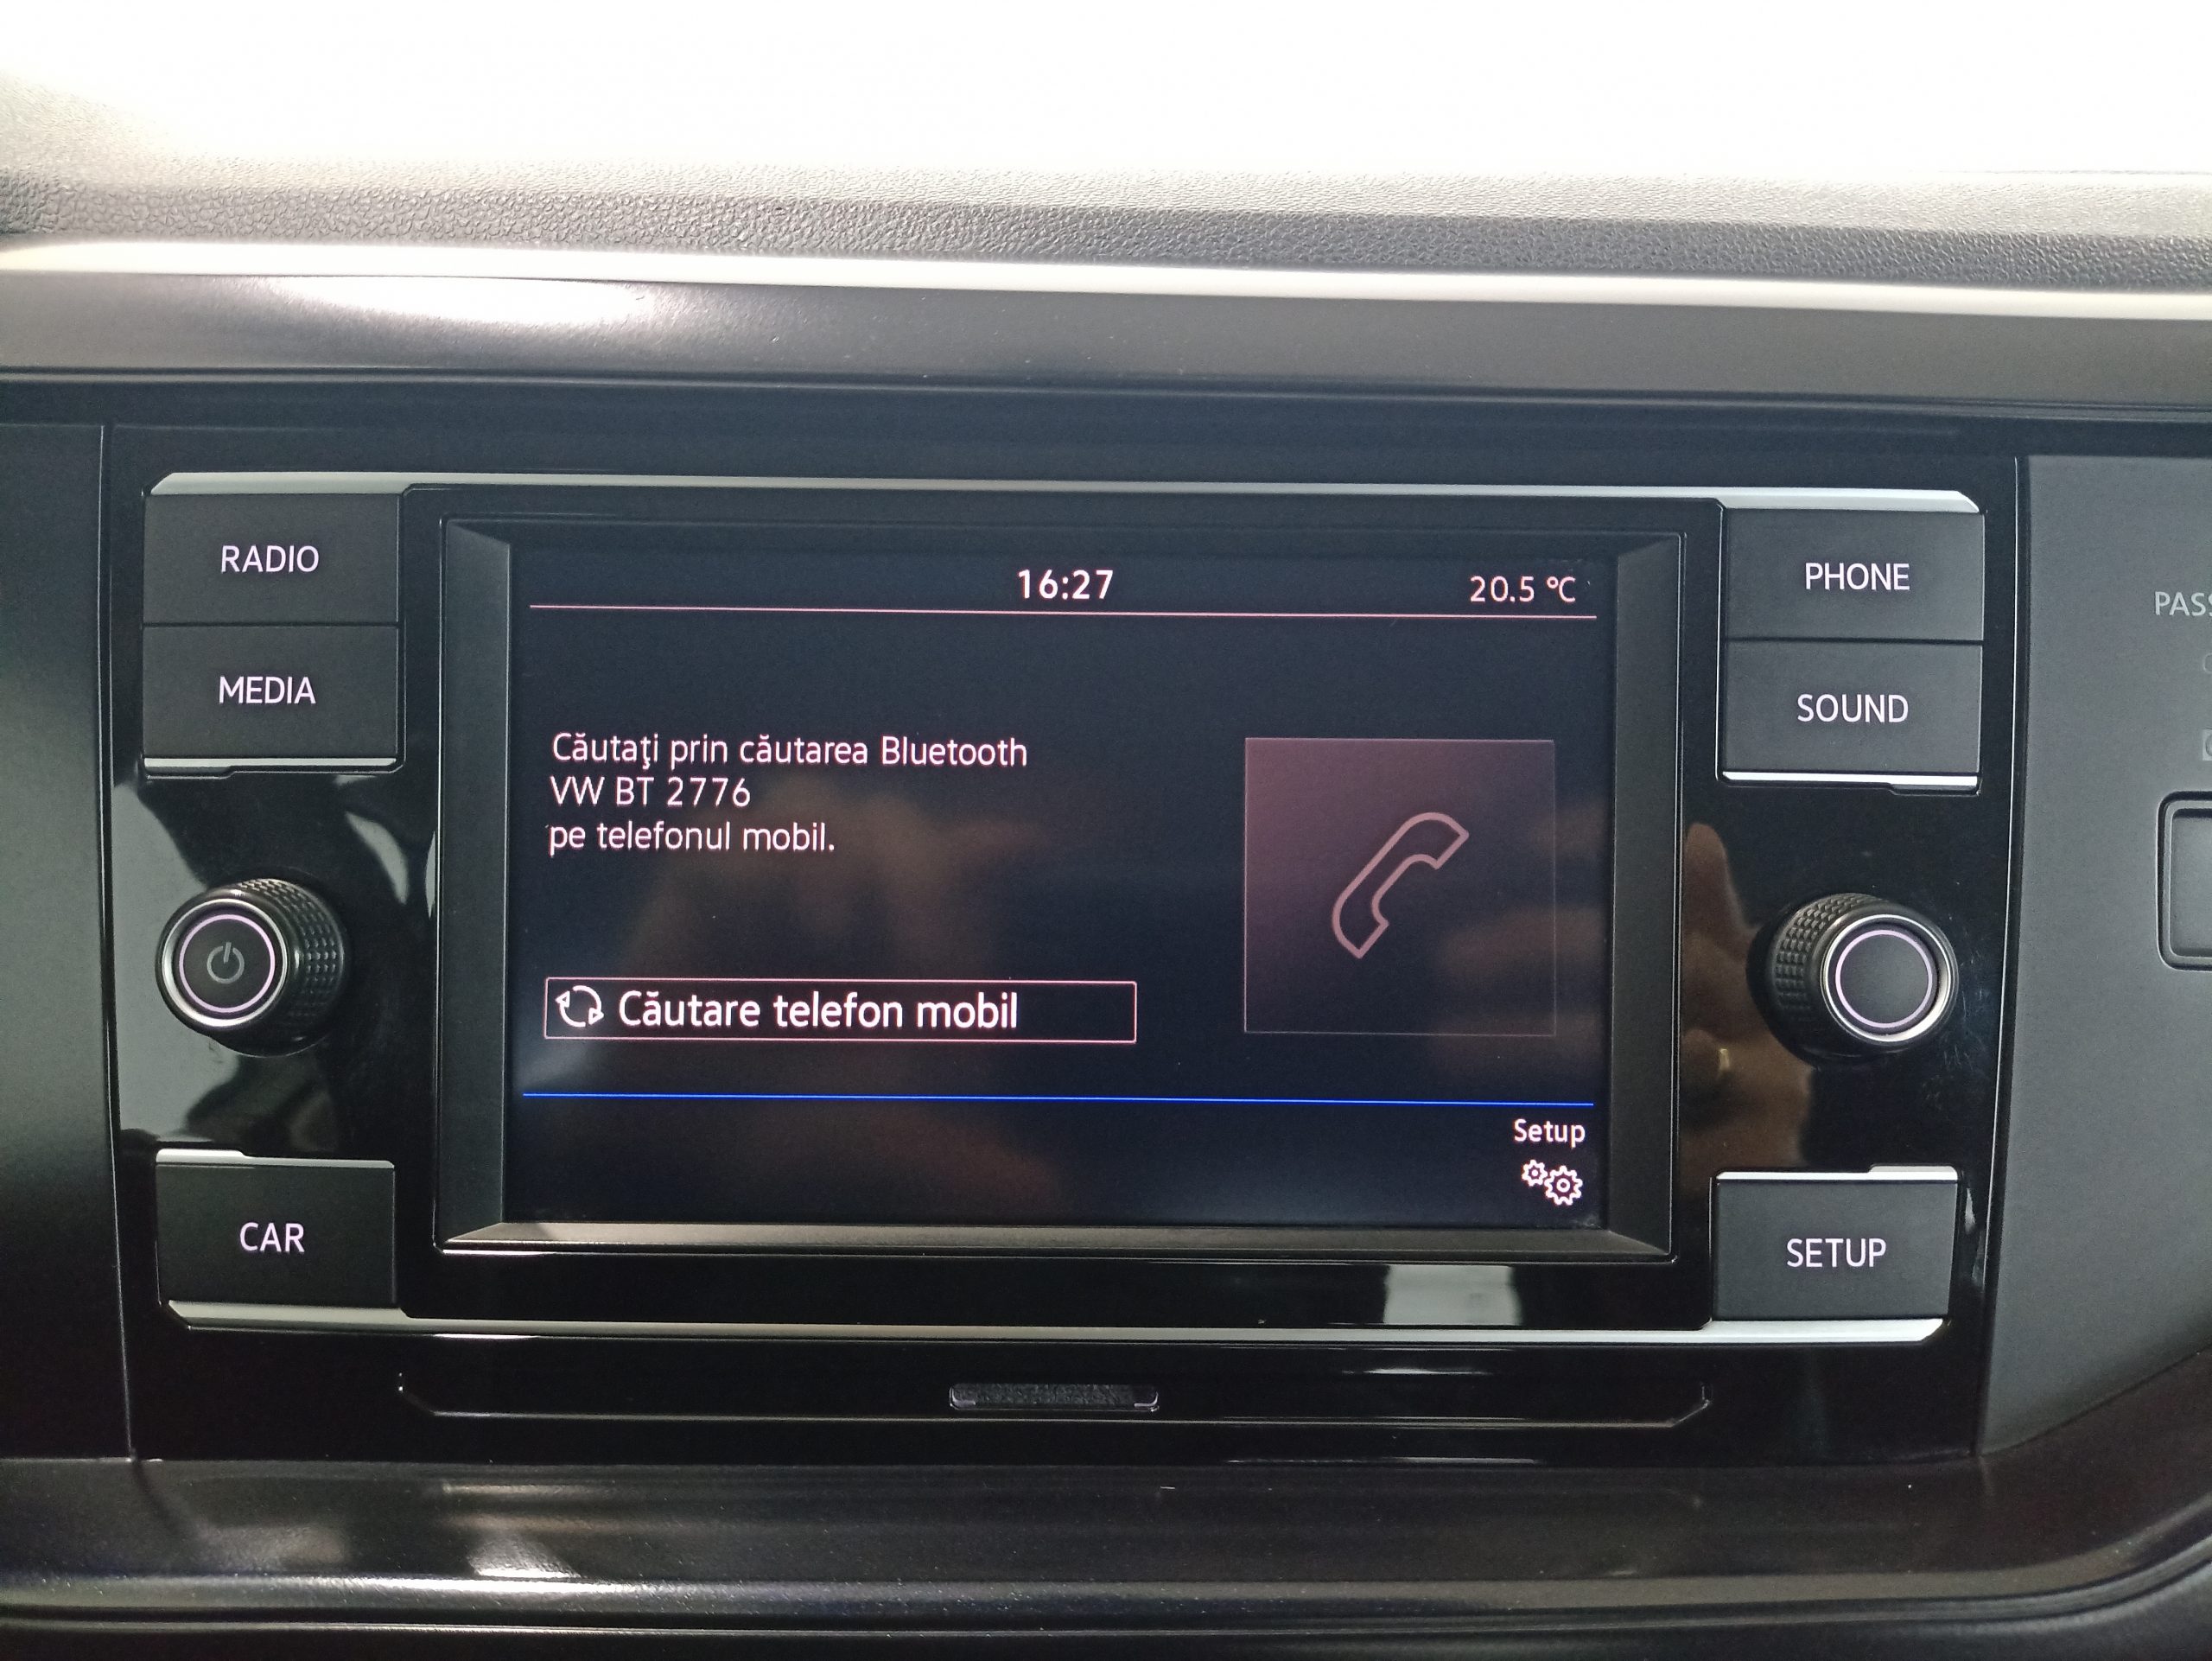 RADIO
MEDIA
CAR
16:27
20.5 °C
Căutaţi prin căutarea Bluetooth
VW BT 2776
pe telefonul mobil.
Căutare telefon mobil
Setup
PHONE
SOUND
SETUP
PASS